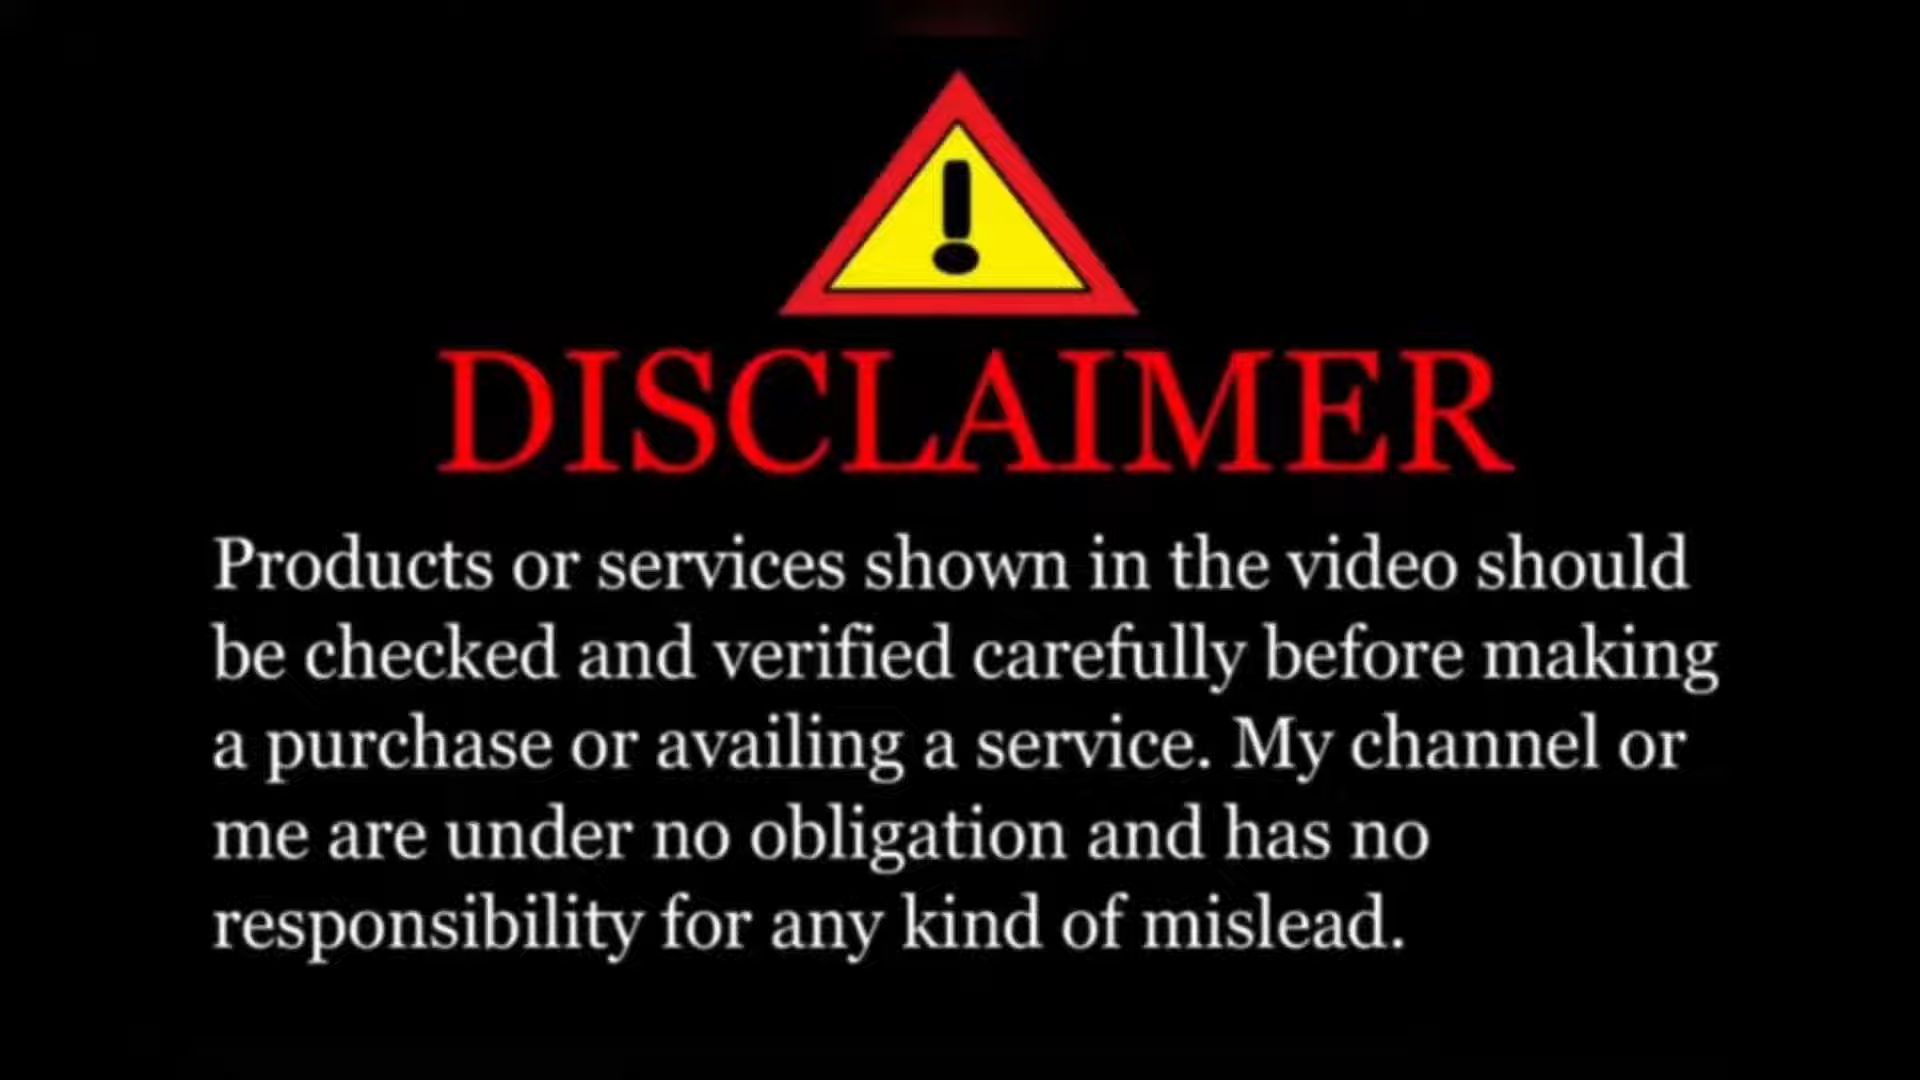 DISCLAIMER
Products or services shown in the video should
be checked and verified carefully before making
a purchase or availing a service. My channel or
me are under no obligation and has no
responsibility for any kind of mislead.